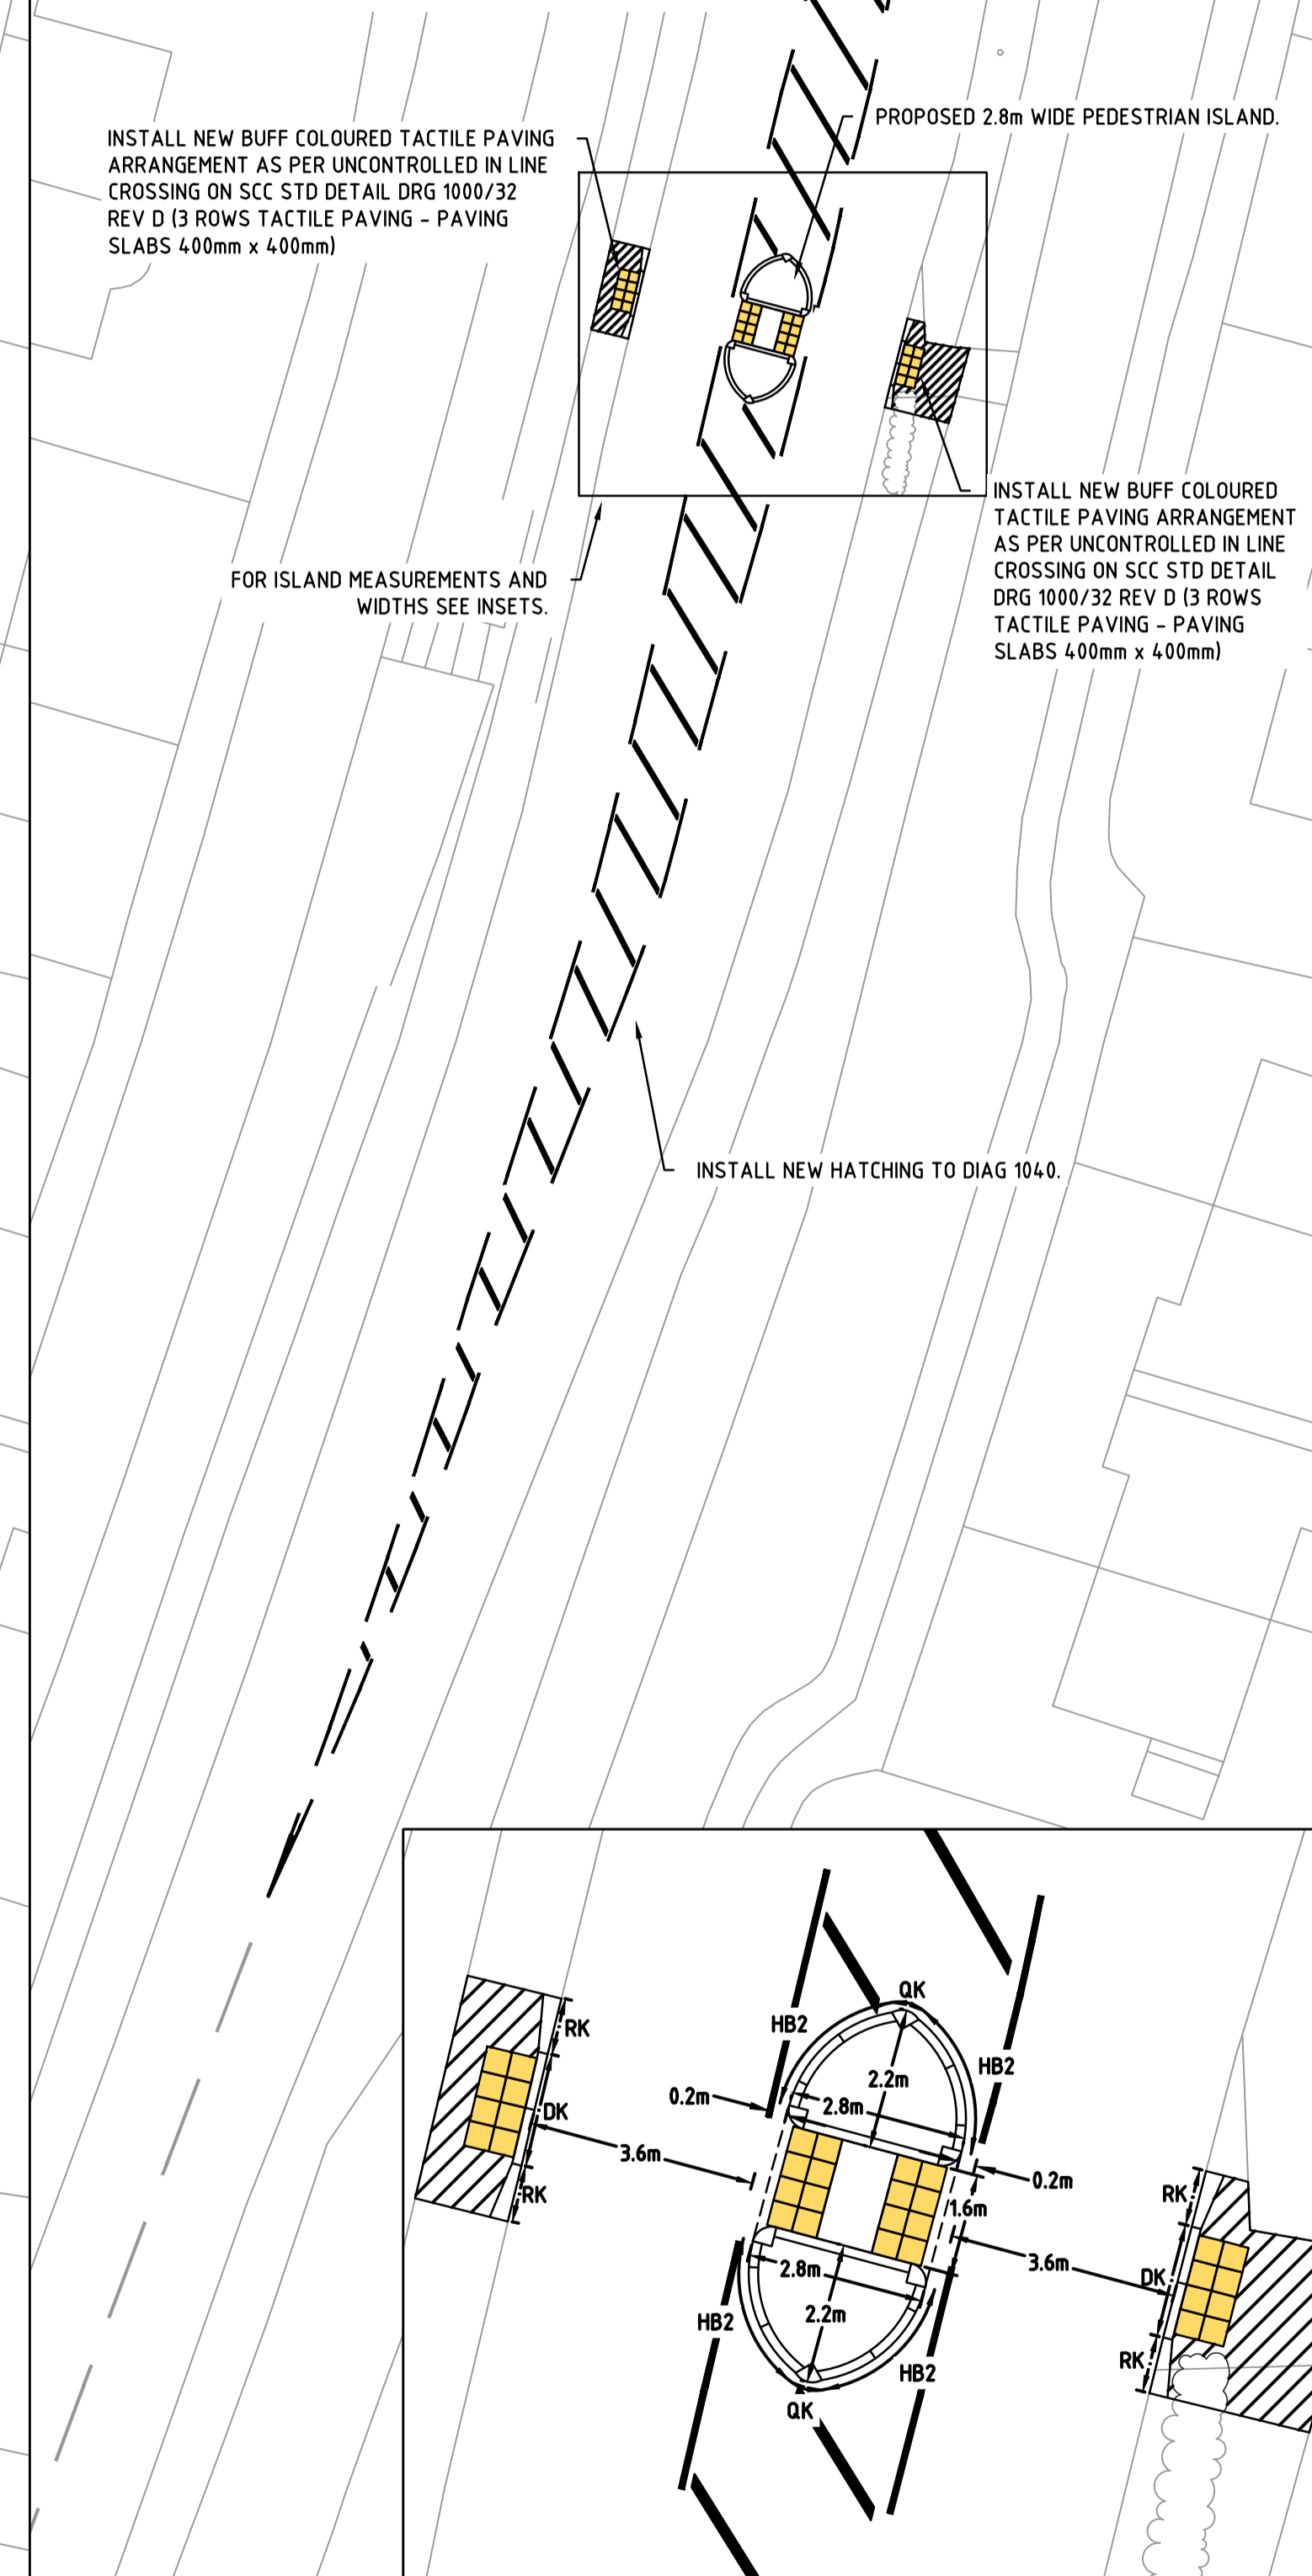 PROPOSED 2.8m WIDE PEDESTRIAN ISLAND.
INSTALL NEW BUFF COLOURED TACTILE PAVING
ARRANGEMENT AS PER UNCONTROLLED IN LINE
CROSSING ON SCC STD DETAIL DRG 1000/32
REV D (3 ROWS TACTILE PAVING - PAVING
SLABS 400mm x 400mm)
INSTALL NEW BUFF COLOURED
TACTILE PAVING ARRANGEMENT
AS PER UNCONTROLLED IN LINE
CROSSING ON SCC STD DETAIL
DRG 1000/32 REV D (3 ROWS
TACTILE PAVING - PAVING
SLABS 400mm x 400mm)
FOR ISLAND MEASUREMENTS AND
WIDTHS SEE INSETS.
INSTALL NEW HATCHING TO DIAG 1040.
QK
HB2
RK
HB2
2.2m
0.2m
2.8m
DK
3.6m
0.2m
RK
RK
1.6m
3.6m
2.8m
DK
2.2m
HB2
RK
HB2
QK